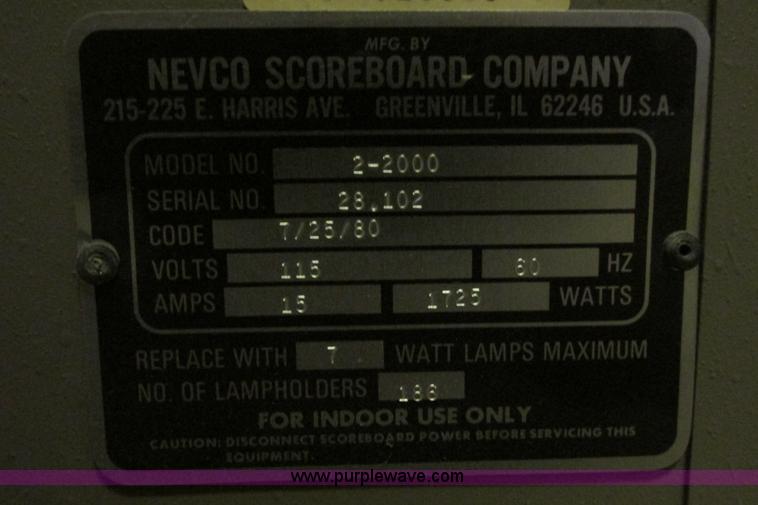 MFG. BY
NEVCO SCOREBOARD COMPANY
215-225 E. HARRIS AVE. GREENVILLE, IL 62246 U.S.A.
MODEL NO. 2-2000
SERIAL NO. 28,102
CODE 7/25/80
VOLTS 115 60 HZ
AMPS 15 1725 WATTS
REPLACE WITH 7 WATT LAMPS MAXIMUM
NO. OF LAMPHOLDERS 186
FOR INDOOR USE ONLY
CAUTION: DISCONNECT SCOREBOARD POWER BEFORE SERVICING THIS
EQUIPMENT.
www.purplewave.com